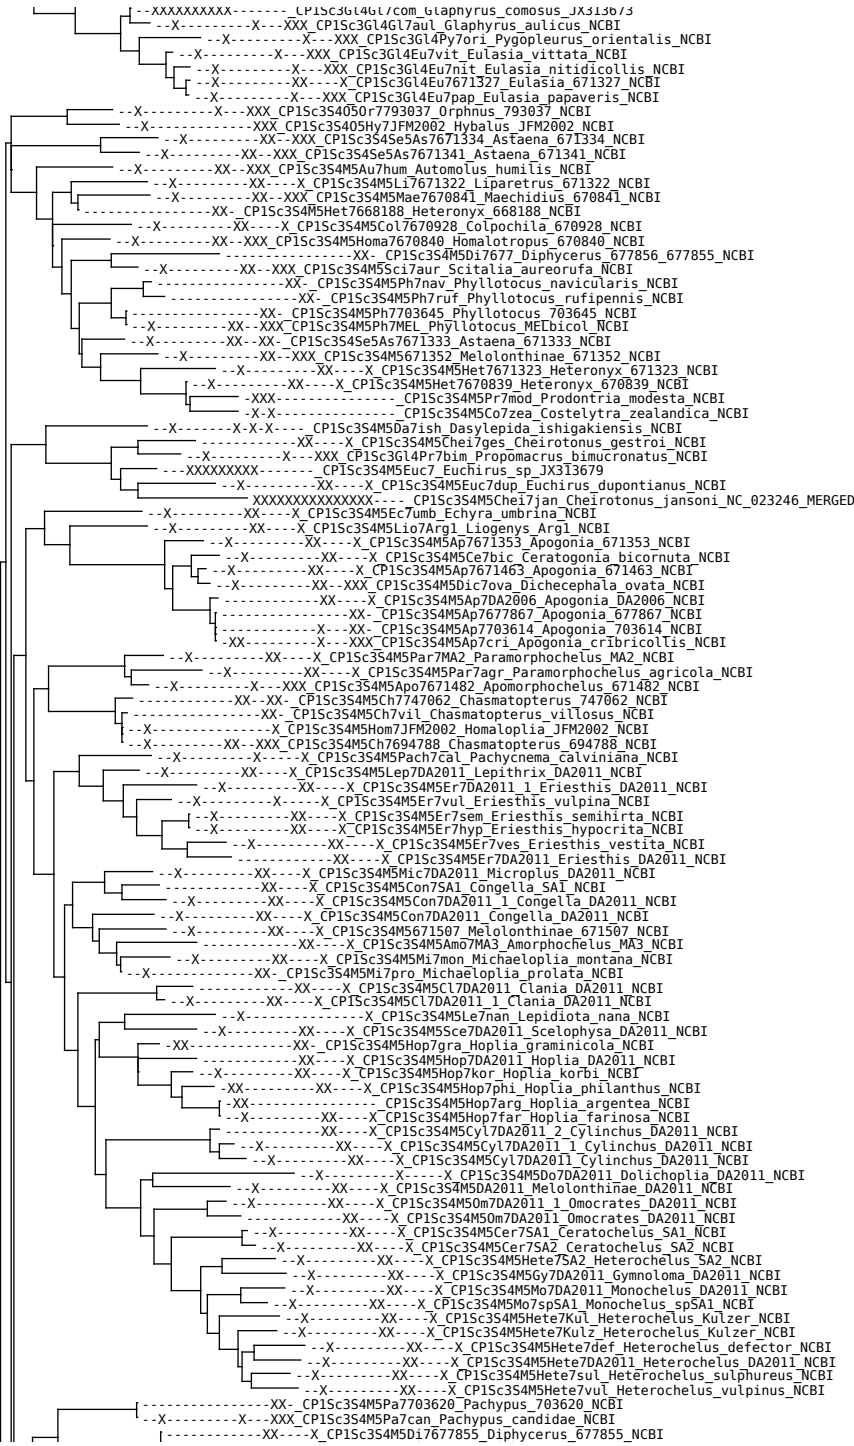 --XXXXXXXXXX-------_CP1Sc3Gl4Gl7com_Glaphyrus_comosus_JX313673
--X---------X---XXX_CP1Sc3Gl4Gl7aul_Glaphyrus_aulicus_NCBI
--X---------X---XXX_CP1Sc3Gl4Py7ori_Pygopleurus_orientalis_NCBI
--X---------X---XXX_CP1Sc3Gl4Eu7vit_Eulasia_vittata_NCBI
--X---------X---XXX_CP1Sc3Gl4Eu7nit_Eulasia_nitidicollis_NCBI
--X---------XX----X_CP1Sc3Gl4Eu7671327_Eulasia_671327_NCBI
--X---------X---XXX_CP1Sc3Gl4Eu7pap_Eulasia_papaveris_NCBI
--X---------X---XXX_CP1Sc3S4O5Or7793037_Orphnus_793037_NCBI
--X-------------XXX_CP1Sc3S4O5Hy7JFM2002_Hybalus_JFM2002_NCBI
--X---------XX--XXX_CP1Sc3S4Se5As7671334_Astaena_671334_NCBI
--X---------XX--XXX_CP1Sc3S4Se5As7671341_Astaena_671341_NCBI
--X---------XX--XXX_CP1Sc3S4M5Au7hum_Automolus_humilis_NCBI
--X---------XX----X_CP1Sc3S4M5Li7671322_Liparetrus_671322_NCBI
--X---------XX--XXX_CP1Sc3S4M5Mae7670841_Maechidius_670841_NCBI
----------------XX-_CP1Sc3S4M5Het7668188_Heteronyx_668188_NCBI
--X---------XX----X_CP1Sc3S4M5Col7670928_Colpochila_670928_NCBI
--X---------XX--XXX_CP1Sc3S4M5Homa7670840_Homalotropus_670840_NCBI
----------------XX-_CP1Sc3S4M5Di7677_Diphycerus_677856_677855_NCBI
--X---------XX--XXX_CP1Sc3S4M5Sci7aur_Scitalia_aureorufa_NCBI
----------------XX-_CP1Sc3S4M5Ph7nav_Phyllotocus_navicularis_NCBI
----------------XX-_CP1Sc3S4M5Ph7ruf_Phyllotocus_rufipennis_NCBI
----------------XX-_CP1Sc3S4M5Ph7703645_Phyllotocus_703645_NCBI
--X---------XX--XXX_CP1Sc3S4M5Ph7MEL_Phyllotocus_MELbicol_NCBI
--X---------XX--XX-_CP1Sc3S4Se5As7671333_Astaena_671333_NCBI
--X---------XX--XXX_CP1Sc3S4M5671352_Melolonthinae_671352_NCBI
--X---------XX----X_CP1Sc3S4M5Het7671323_Heteronyx_671323_NCBI
--X---------XX----X_CP1Sc3S4M5Het7670839_Heteronyx_670839_NCBI
-XXX---------------_CP1Sc3S4M5Pr7mod_Prodontria_modesta_NCBI
-X-X---------------_CP1Sc3S4M5Co7zea_Costelytra_zealandica_NCBI
--X-------X-X-X----_CP1Sc3S4M5Da7ish_Dasylepida_ishigakiensis_NCBI
------------XX----X_CP1Sc3S4M5Chei7ges_Cheirotonus_gestroi_NCBI
--X---------X---XXX_CP1Sc3Gl4Pr7bim_Propomacrus_bimucronatus_NCBI
---XXXXXXXXX-------_CP1Sc3S4M5Euc7_Euchirus_sp_JX313679
--X---------XX----X_CP1Sc3S4M5Euc7dup_Euchirus_dupontianus_NCBI
XXXXXXXXXXXXXXX----_CP1Sc3S4M5Chei7jan_Cheirotonus_jansoni_NC_023246_MERGED
--X---------XX----X_CP1Sc3S4M5Ec7umb_Echyra_umbrina_NCBI
--X---------XX----X_CP1Sc3S4M5Lio7Arg1_Liogenys_Arg1_NCBI
--X---------XX----X_CP1Sc3S4M5Ap7671353_Apogonia_671353_NCBI
--X---------XX----X_CP1Sc3S4M5Ce7bic_Ceratogonia_bicornuta_NCBI
--X---------XX----X_CP1Sc3S4M5Ap7671463_Apogonia_671463_NCBI
--X---------XX--XXX_CP1Sc3S4M5Dic7ova_Dichecephala_ovata_NCBI
------------XX----X_CP1Sc3S4M5Ap7DA2006_Apogonia_DA2006_NCBI
----------------XX-_CP1Sc3S4M5Ap7677867_Apogonia_677867_NCBI
------------X---XX-_CP1Sc3S4M5Ap7703614_Apogonia_703614_NCBI
-XX---------X---XXX_CP1Sc3S4M5Ap7cri_Apogonia_cribricollis_NCBI
--X---------XX----X_CP1Sc3S4M5Par7MA2_Paramorphochelus_MA2_NCBI
--X---------XX----X_CP1Sc3S4M5Par7agr_Paramorphochelus_agricola_NCBI
--X---------X---XXX_CP1Sc3S4M5Apo7671482_Apomorphochelus_671482_NCBI
------------XX--XX-_CP1Sc3S4M5Ch7747062_Chasmatopterus_747062_NCBI
----------------XX-_CP1Sc3S4M5Ch7vil_Chasmatopterus_villosus_NCBI
--X---------------X_CP1Sc3S4M5Hom7JFM2002_Homaloplia_JFM2002_NCBI
--X---------XX--XXX_CP1Sc3S4M5Ch7694788_Chasmatopterus_694788_NCBI
--X---------X-----X_CP1Sc3S4M5Pach7cal_Pachycnema_calviniana_NCBI
--X---------XX----X_CP1Sc3S4M5Lep7DA2011_Lepithrix_DA2011_NCBI
--X---------XX----X_CP1Sc3S4M5Er7DA2011_1_Eriesthis_DA2011_NCBI
--X---------X-----X_CP1Sc3S4M5Er7vul_Eriesthis_vulpina_NCBI
--X---------XX----X_CP1Sc3S4M5Er7sem_Eriesthis_semihirta_NCBI
--X---------XX----X_CP1Sc3S4M5Er7hyp_Eriesthis_hypocrita_NCBI
--X---------XX----X_CP1Sc3S4M5Er7ves_Eriesthis_vestita_NCBI
------------XX----X_CP1Sc3S4M5Er7DA2011_Eriesthis_DA2011_NCBI
--X---------XX----X_CP1Sc3S4M5Mic7DA2011_Microplus_DA2011_NCBI
------------XX----X_CP1Sc3S4M5Con7SA1_Congella_SA1_NCBI
--X---------XX----X_CP1Sc3S4M5Con7DA2011_1_Congella_DA2011_NCBI
--X---------XX----X_CP1Sc3S4M5Con7DA2011_Congella_DA2011_NCBI
--X---------XX----X_CP1Sc3S4M5671507_Melolonthinae_671507_NCBI
------------XX----X_CP1Sc3S4M5Amo7MA3_Amorphochelus_MA3_NCBI
--X---------XX----X_CP1Sc3S4M5Mi7mon_Michaeloplia_montana_NCBI
--X-------------XX-_CP1Sc3S4M5Mi7pro_Michaeloplia_prolata_NCBI
------------XX----X_CP1Sc3S4M5Cl7DA2011_Clania_DA2011_NCBI
--X---------XX----X_CP1Sc3S4M5Cl7DA2011_1_Clania_DA2011_NCBI
--X---------------X_CP1Sc3S4M5Le7nan_Lepidiota_nana_NCBI
--X---------XX----X_CP1Sc3S4M5Sce7DA2011_Scelophysa_DA2011_NCBI
-XX-------------XX-_CP1Sc3S4M5Hop7gra_Hoplia_graminicola_NCBI
------------XX----X_CP1Sc3S4M5Hop7DA2011_Hoplia_DA2011_NCBI
--X---------XX----X_CP1Sc3S4M5Hop7kor_Hoplia_korbi_NCBI
-XX---------XX----X_CP1Sc3S4M5Hop7phi_Hoplia_philanthus_NCBI
-XX----------------_CP1Sc3S4M5Hop7arg_Hoplia_argentea_NCBI
--X---------XX----X_CP1Sc3S4M5Hop7far_Hoplia_farinosa_NCBI
------------XX----X_CP1Sc3S4M5Cyl7DA2011_2_Cylinchus_DA2011_NCBI
--X---------XX----X_CP1Sc3S4M5Cyl7DA2011_1_Cylinchus_DA2011_NCBI
--X---------XX----X_CP1Sc3S4M5Cyl7DA2011_Cylinchus_DA2011_NCBI
--X---------X-----X_CP1Sc3S4M5Do7DA2011_Dolichoplia_DA2011_NCBI
--X---------XX----X_CP1Sc3S4M5DA2011_Melolonthinae_DA2011_NCBI
--X---------XX----X_CP1Sc3S4M5Om7DA2011_1_Omocrates_DA2011_NCBI
------------XX----X_CP1Sc3S4M5Om7DA2011_Omocrates_DA2011_NCBI
--X---------XX----X_CP1Sc3S4M5Cer7SA1_Ceratochelus_SA1_NCBI
--X---------XX----X_CP1Sc3S4M5Cer7SA2_Ceratochelus_SA2_NCBI
--X---------XX----X_CP1Sc3S4M5Hete7SA2_Heterochelus_SA2_NCBI
--X---------XX----X_CP1Sc3S4M5Gy7DA2011_Gymnoloma_DA2011_NCBI
--X---------XX----X_CP1Sc3S4M5Mo7DA2011_Monochelus_DA2011_NCBI
--X---------XX----X_CP1Sc3S4M5Mo7spSA1_Monochelus_spSA1_NCBI
--X---------XX----X_CP1Sc3S4M5Hete7Kul_Heterochelus_Kulzer_NCBI
--X---------XX----X_CP1Sc3S4M5Hete7Kulz_Heterochelus_Kulzer_NCBI
--X---------XX----X_CP1Sc3S4M5Hete7def_Heterochelus_defector_NCBI
--X---------XX----X_CP1Sc3S4M5Hete7DA2011_Heterochelus_DA2011_NCBI
--X---------XX----X_CP1Sc3S4M5Hete7sul_Heterochelus_sulphureus_NCBI
--X---------XX----X_CP1Sc3S4M5Hete7vul_Heterochelus_vulpinus_NCBI
----------------XX-_CP1Sc3S4M5Pa7703620_Pachypus_703620_NCBI
--X---------X---XXX_CP1Sc3S4M5Pa7can_Pachypus_candidae_NCBI
------------XX----X_CP1Sc3S4M5Di7677855_Diphycerus_677855_NCBI